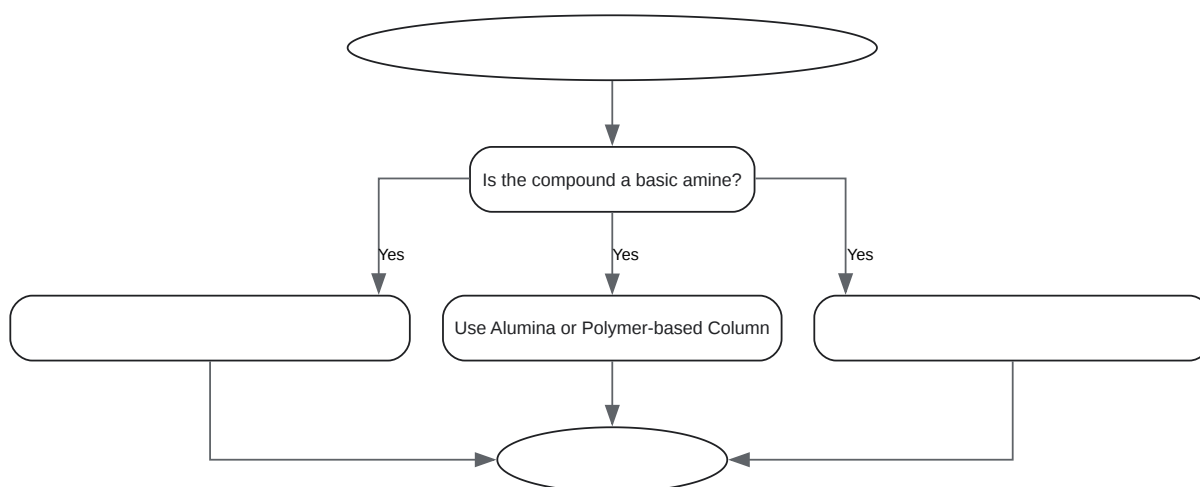 Is the compound a basic amine?
Yes
Yes
Yes
Use Alumina or Polymer-based Column